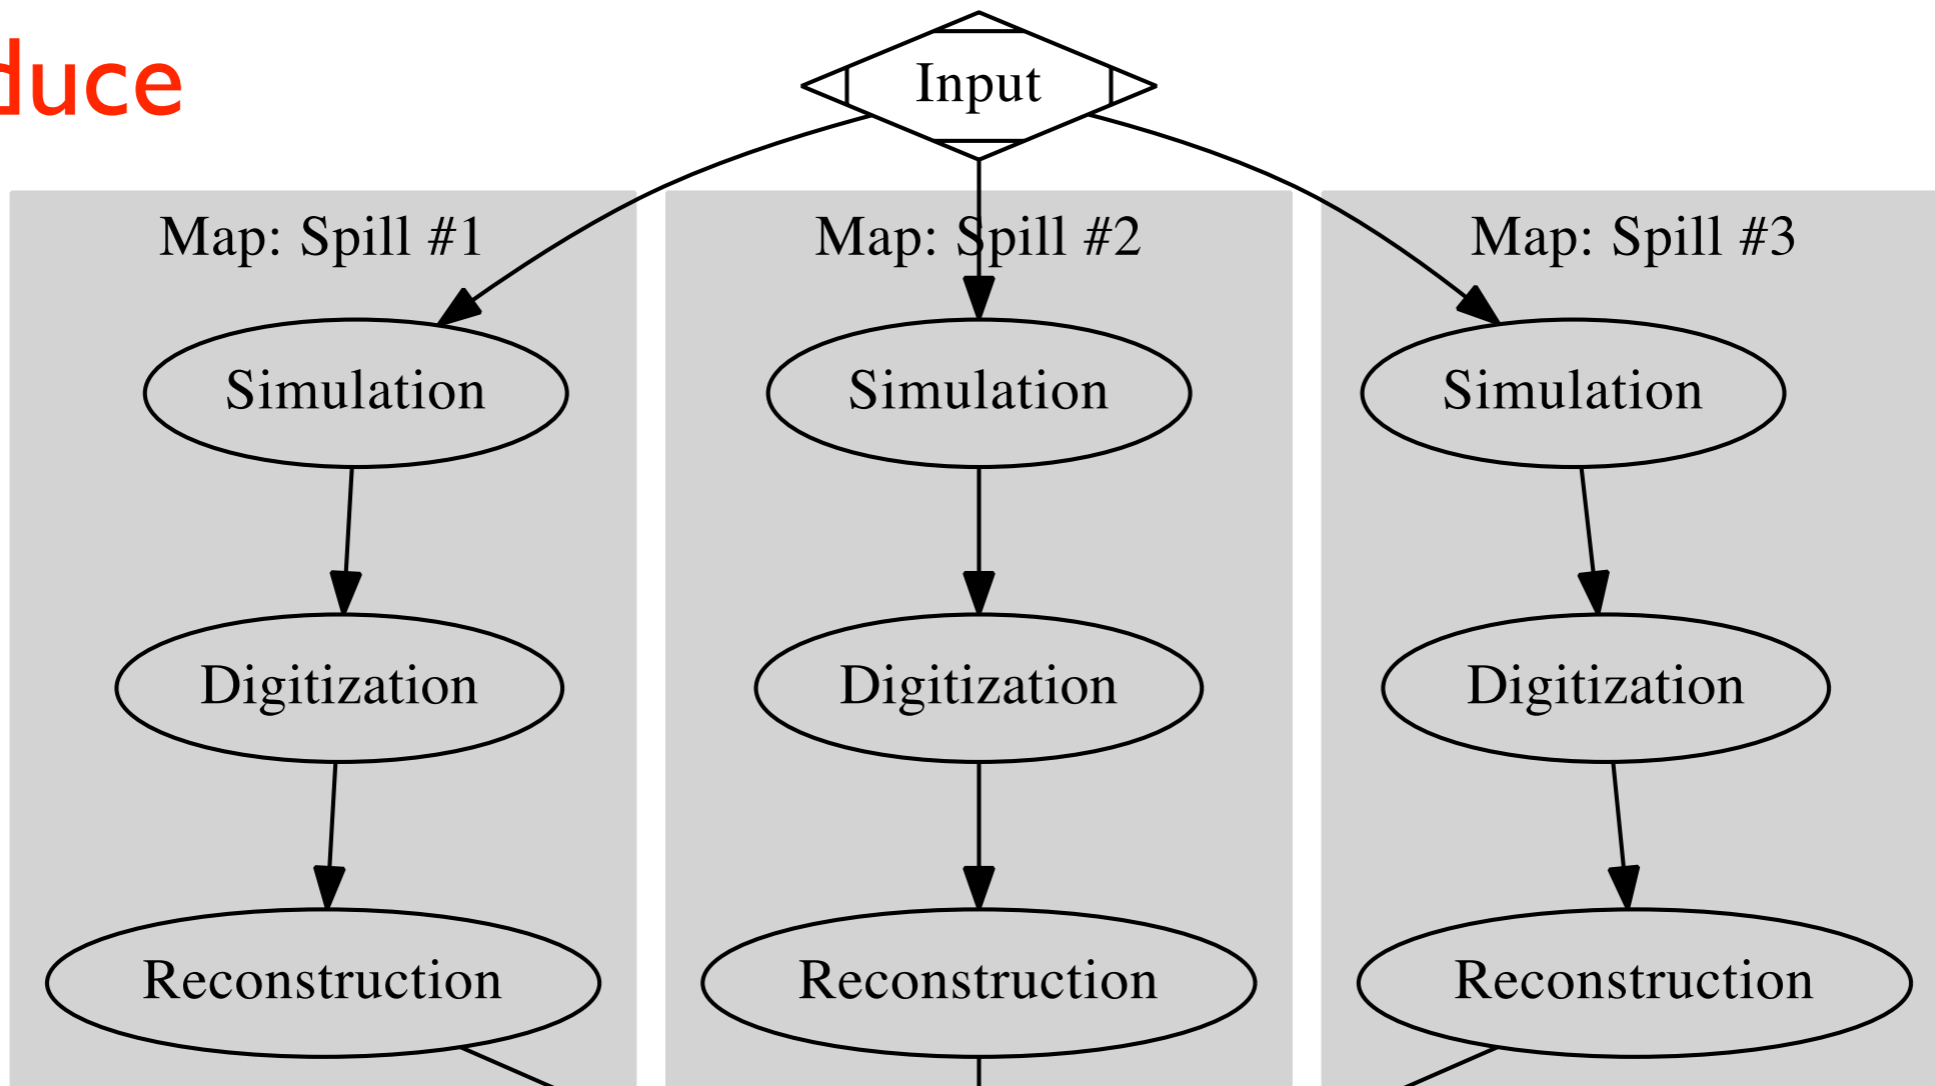 duce
Input
Map: Spill #1
Map: Spill #2
Map: Spill #3
Simulation
Simulation
Simulation
Digitization
Digitization
Digitization
Reconstruction
Reconstruction
Reconstruction